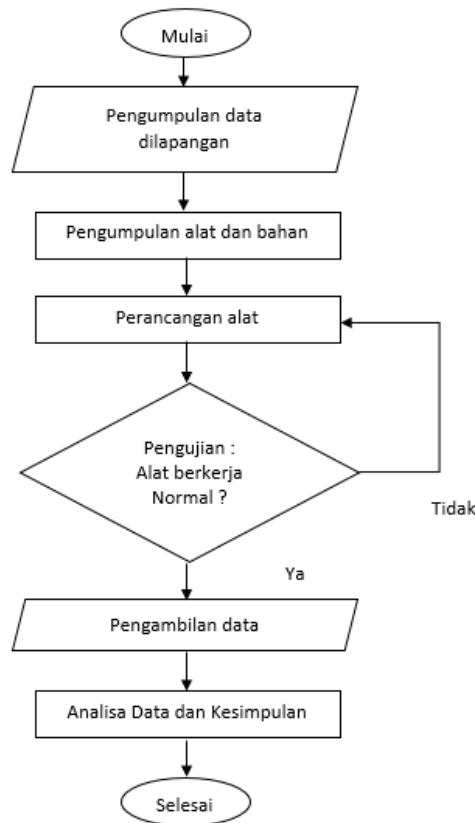 Mulai
Pengumpulan data
dilapangan
Pengumpulan alat dan bahan
Perancangan alat
Pengujian :
Alat berkerja
Normal ?
Tidak
Ya
Pengambilan data
Analisa Data dan Kesimpulan
Selesai